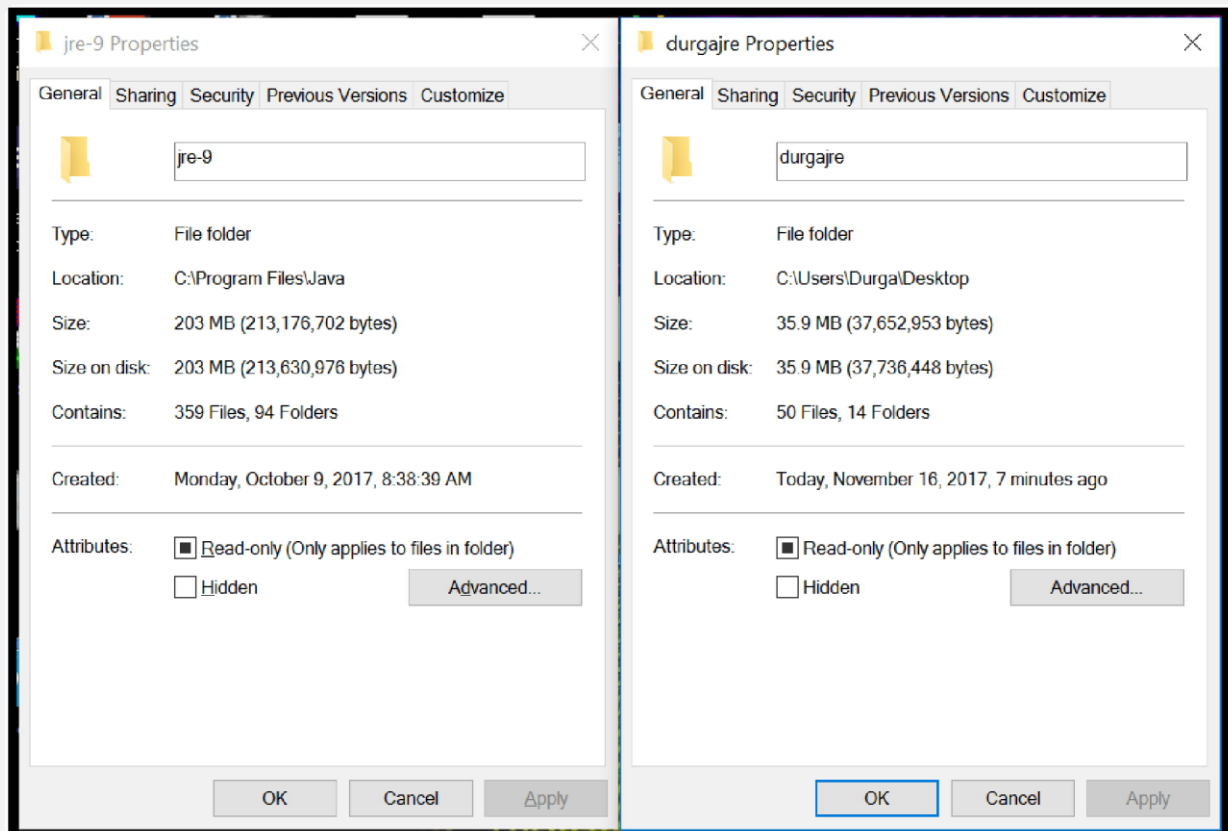 jre-9 Properties
General Sharing Security Previous Versions Customize
jre-9
Type: File folder
Location: C:\Program Files\Java
Size: 203 MB (213,176,702 bytes)
Size on disk: 203 MB (213,630,976 bytes)
Contains: 359 Files, 94 Folders
Created: Monday, October 9, 2017, 8:38:39 AM
Attributes: Read-only (Only applies to files in folder)
Hidden Advanced...
OK Cancel Apply
durgajre Properties
General Sharing Security Previous Versions Customize
durgajre
Type: File folder
Location: C:\Users\Durga\Desktop
Size: 35.9 MB (37,652,953 bytes)
Size on disk: 35.9 MB (37,736,448 bytes)
Contains: 50 Files, 14 Folders
Created: Today, November 16, 2017, 7 minutes ago
Attributes: Read-only (Only applies to files in folder)
Hidden Advanced...
OK Cancel Apply